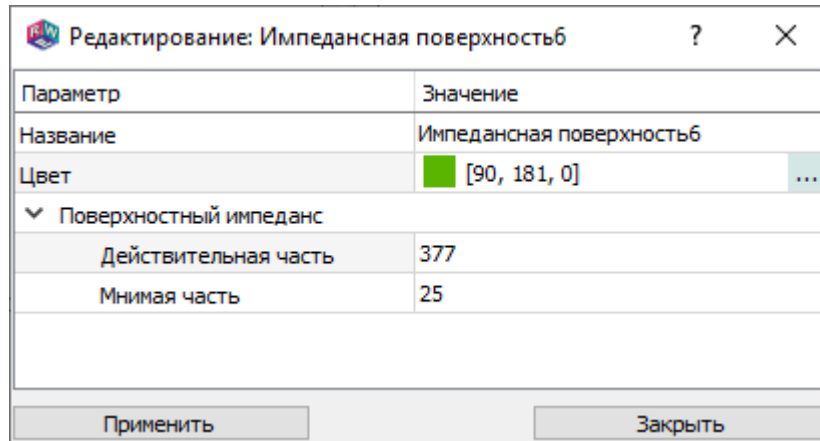 Редактирование: Импедансная поверхность6 ?
Параметр Значение
Название Импедансная поверхность6
Цвет [90, 181, 0] ...
Поверхностный импеданс
Действительная часть 377
Мнимая часть 25
Применить Закрыть